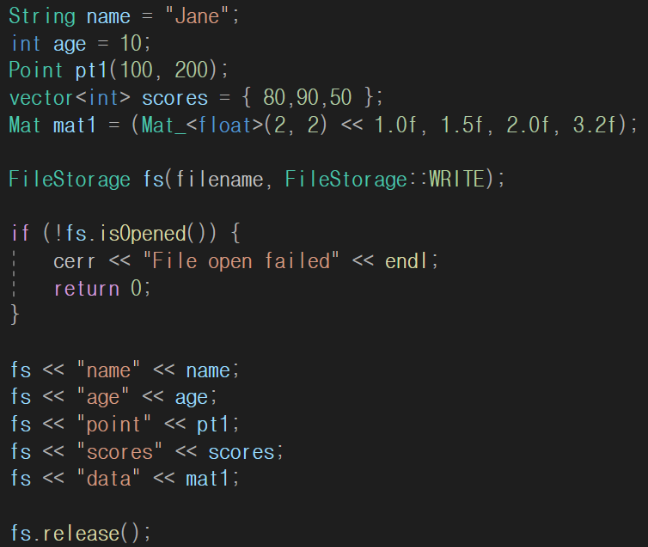 String name = "Jane";
int age = 10;
Point pt1(100, 200);
vector<int> scores = { 80,90,50 };
Mat mat1 = (Mat_<float>(2, 2) << 1.0f, 1.5f, 2.0f, 3.2f);
FileStorage fs(filename, FileStorage::WRITE);
if (!fs.isOpened()) {
cerr << "File open failed" << endl;
return 0;
}
fs << "name" << name;
fs << "age" << age;
fs << "point" << pt1;
fs << "scores" << scores;
fs << "data" << mat1;
fs.release();